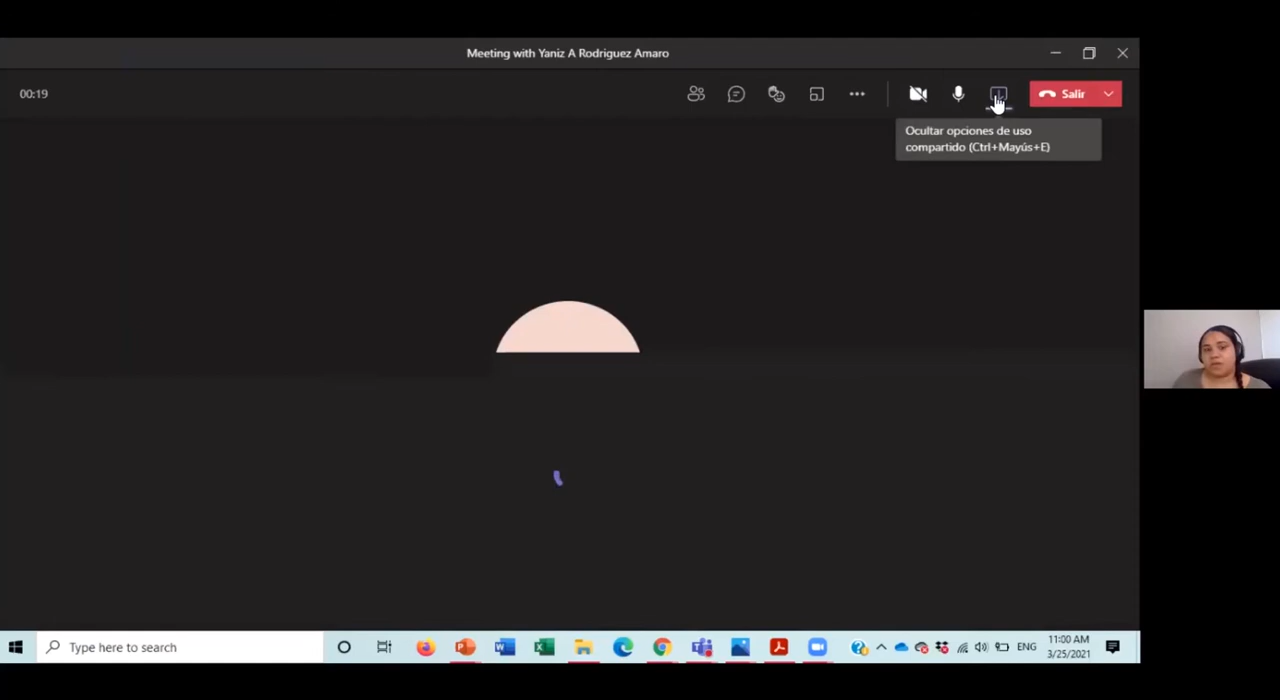 Meeting with Yaniz A Rodriguez Amaro
00:19
Salir
Ocultar opciones de uso
compartido (Ctrl+Mayús+E)
Type here to search
ENG
11:00 AM
3/25/2021